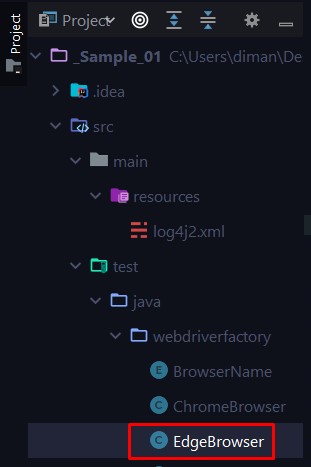 Project
Project
_Sample_01 C:\Users\diman\De
.idea
src
main
resources
log4j2.xml
test
java
webdriverfactory
E BrowserName
C ChromeBrowser
C EdgeBrowser